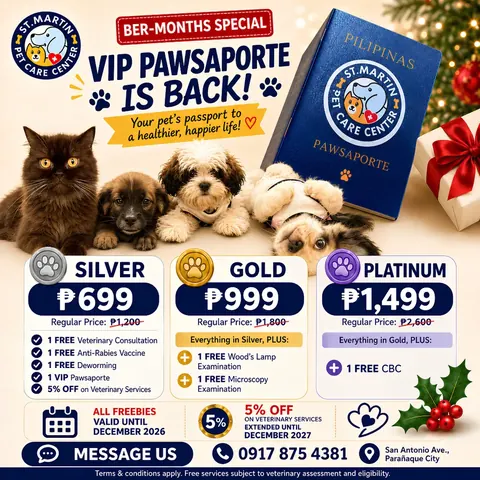 ST. MARTIN
PET CARE CENTER
BER-MONTHS SPECIAL
VIP PAWSAPORTE
IS BACK!
Your pet's passport to
a healthier, happier life!
PILIPINAS
ST. MARTIN
PET CARE CENTER
PAWSAPORTE
SILVER
₱699
Regular Price: ₱1,200
1 FREE Veterinary Consultation
1 FREE Anti-Rabies Vaccine
1 FREE Deworming
1 VIP Pawsaporte
5% OFF on Veterinary Services
GOLD
₱999
Regular Price: ₱1,800
Everything in Silver, PLUS:
1 FREE Wood's Lamp
Examination
1 FREE Microscopy
Examination
PLATINUM
₱1,499
Regular Price: ₱2,600
Everything in Gold, PLUS:
1 FREE CBC
ALL FREEBIES
VALID UNTIL
DECEMBER 2026
5%
5% OFF
ON VETERINARY SERVICES
EXTENDED UNTIL
DECEMBER 2027
MESSAGE US
0917 875 4381
San Antonio Ave.,
Parañaque City
Terms & conditions apply. Free services subject to veterinary assessment and eligibility.